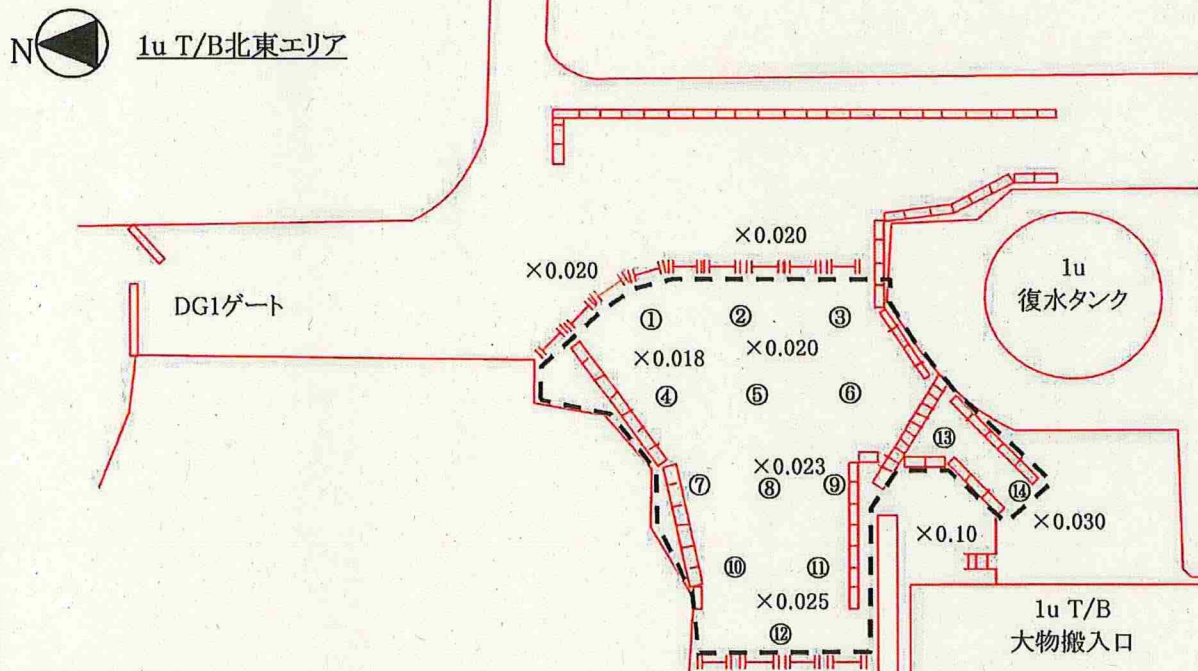 N
1u T/B北東エリア
×0.020
×0.020
1u
復水タンク
DG1ゲート
① ② ③
×0.018 ×0.020
④ ⑤ ⑥
⑬
×0.023
⑦ ⑧ ⑨
⑭
×0.10 ×0.030
⑩ ⑪
×0.025
1u T/B
大物搬入口
⑫